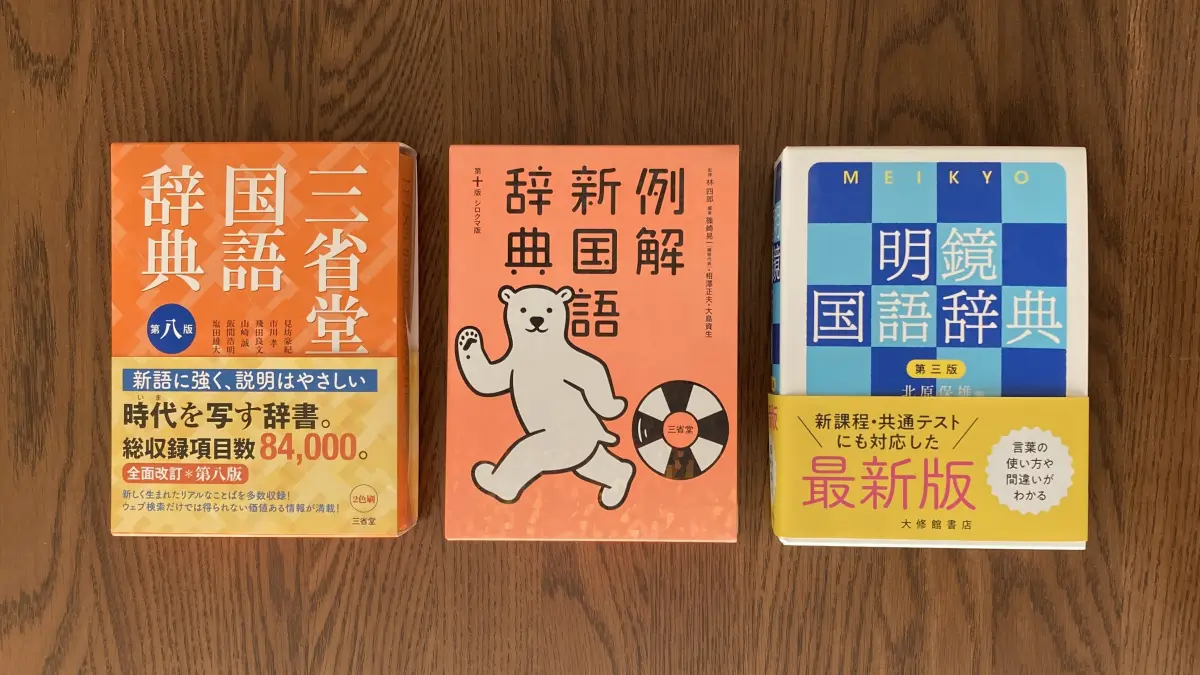 三省堂
国語
辞典
第八版
見坊豪紀
市川孝
飛田良文
山崎誠
飯間浩明
塩田雄大
新語に強く、説明はやさしい
時代を写す辞書。
いま
総収録項目数84,000。
全面改訂*第八版
新しく生まれたリアルなことばを多数収録!
ウェブ検索だけでは得られない価値ある情報が満載!
2色刷
三省堂
監修 林 四郎 編著 篠崎晃一(編修代表)・相澤正夫・大島資生
例解
新国語
辞典
第十版 シロクマ版
三省堂
MEIKYO
明鏡
国語辞典
第三版
北原保雄
新課程・共通テスト
にも対応した
最新版
言葉の
使い方や
間違いが
わかる
大修館書店